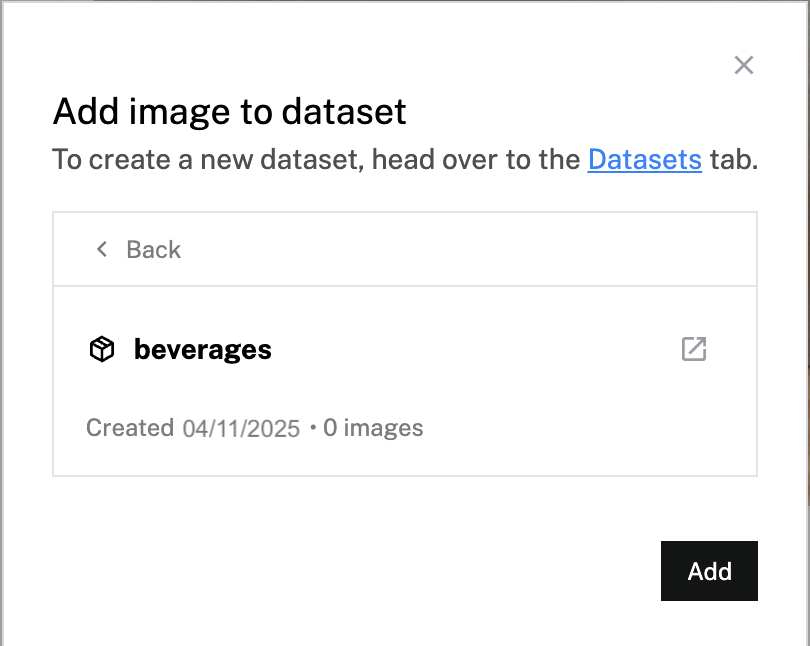 Add image to dataset
To create a new dataset, head over to the Datasets tab.
Back
beverages
Created 04/11/2025 • 0 images
Add